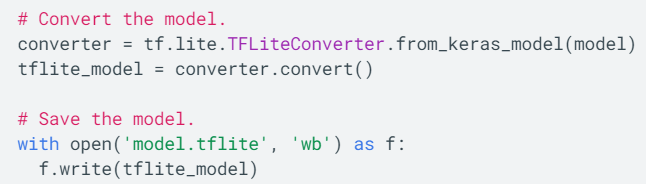 # Convert the model.
converter = tf.lite.TFLiteConverter.from_keras_model(model)
tflite_model = converter.convert()

# Save the model.
with open('model.tflite', 'wb') as f:
  f.write(tflite_model)